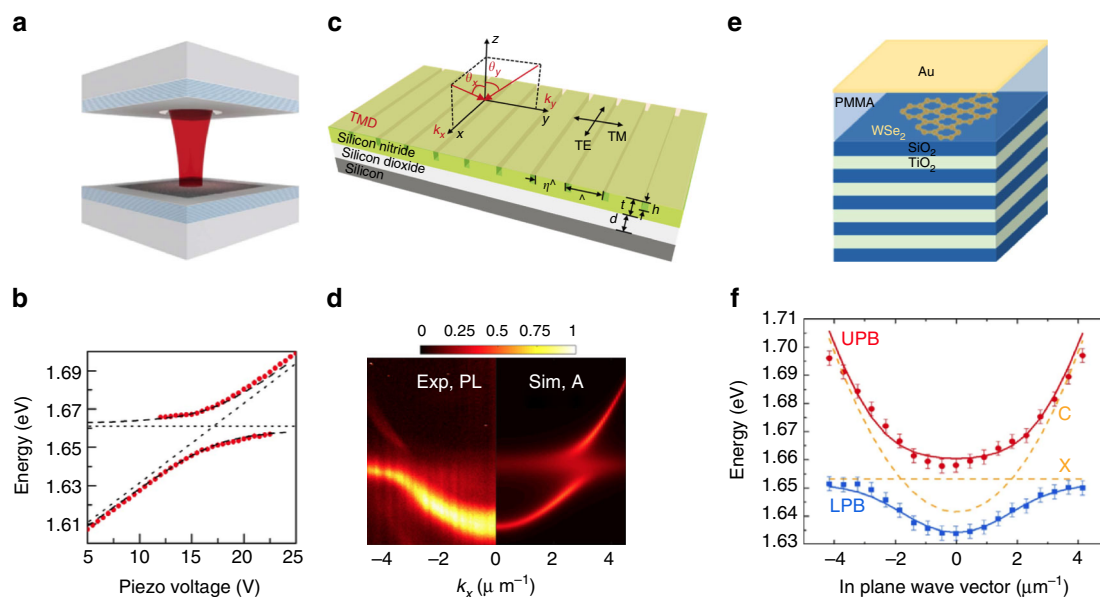 a
b
1.69
1.67
1.65
1.63
1.61
Energy (eV)
5
10
15
20
25
Piezo voltage (V)
c
z
θx
θy
kx
ky
x
y
TMD
Silicon nitride
Silicon dioxide
Silicon
TM
TE
η^
^
t
h
d
d
0 0.25 0.5 0.75 1
Exp, PL
Sim, A
−4 −2 0 2 4
kx (μ m−1)
e
Au
PMMA
WSe2
SiO2
TiO2
f
1.71
1.70
1.69
1.68
1.67
1.66
1.65
1.64
1.63
Energy (eV)
UPB
C
X
LPB
−4 −2 0 2 4
In plane wave vector (μm−1)